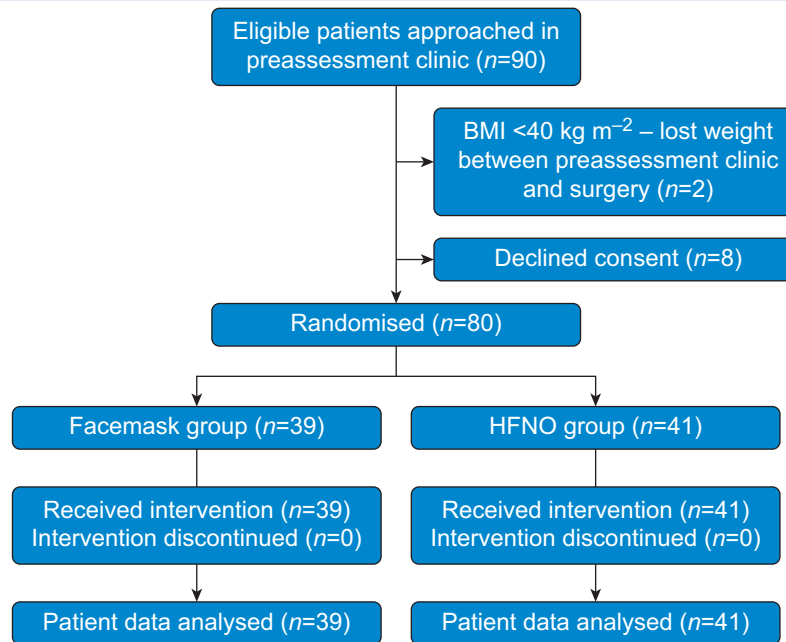 Eligible patients approached in
preassessment clinic (n=90)
BMI <40 kg m⁻² – lost weight
between preassessment clinic
and surgery (n=2)
Declined consent (n=8)
Randomised (n=80)
Facemask group (n=39)
HFNO group (n=41)
Received intervention (n=39)
Intervention discontinued (n=0)
Received intervention (n=41)
Intervention discontinued (n=0)
Patient data analysed (n=39)
Patient data analysed (n=41)